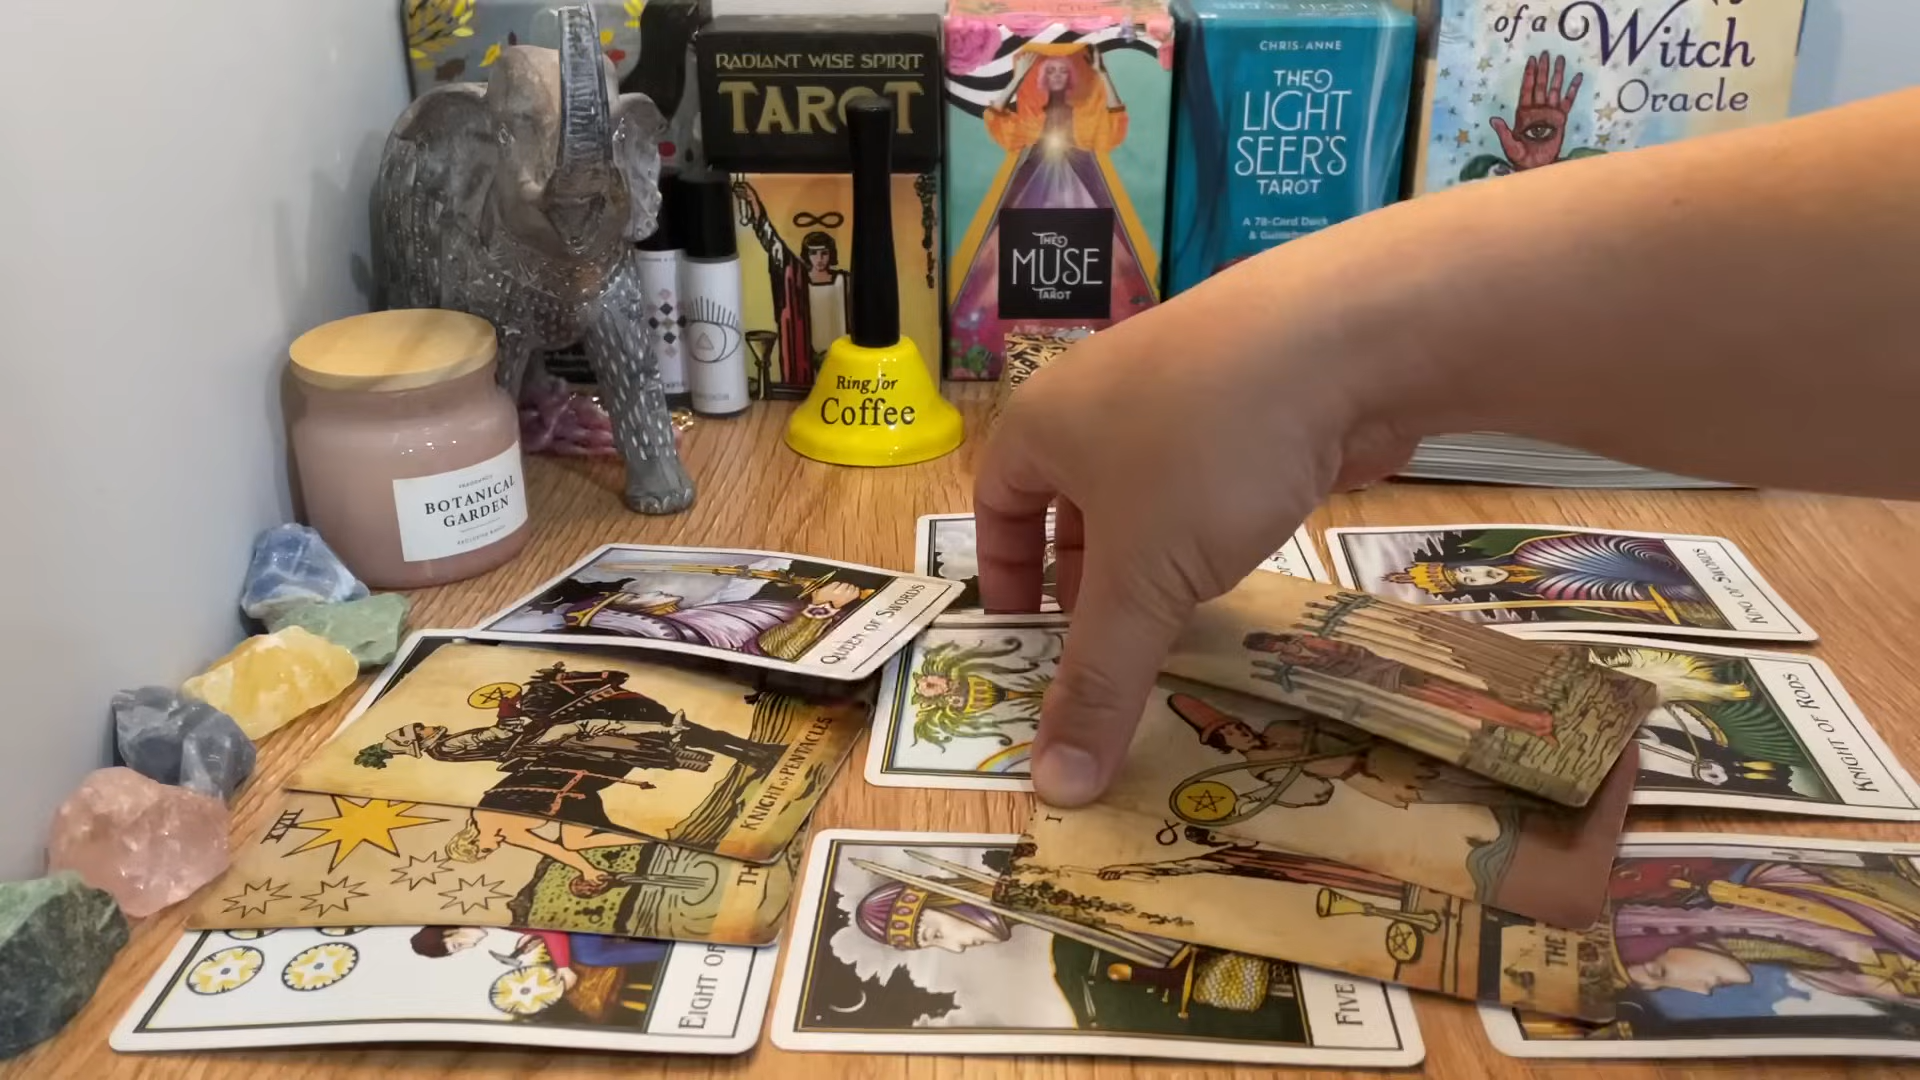 RADIANT WISE SPIRIT
TAROT
THE
MUSE
TAROT
CHRIS-ANNE
THE
LIGHT
SEER'S
TAROT
A 78-Card Deck
of a Witch
Oracle
Ring for
Coffee
BOTANICAL
GARDEN
QUEEN OF SWORDS
KING OF SWORDS
KNIGHT OF PENTACLES
KNIGHT OF RODS
XVII
TH
I
THE
EIGHT OF
FIVE